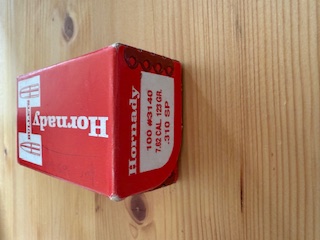 Hornady
Hornady
100 #3140
7.62 CAL. 123 GR.
.310 SP